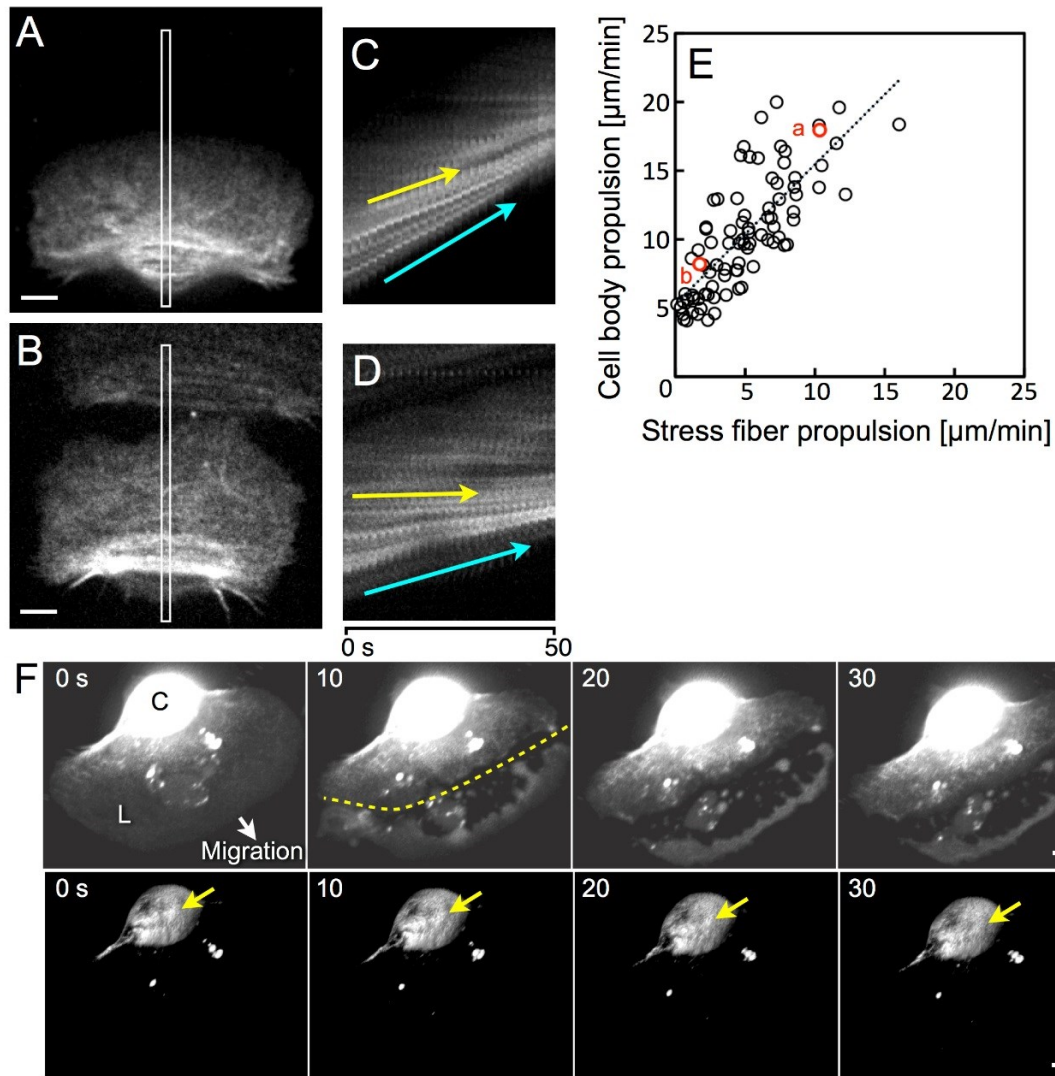 A
B
C
D
0 s 50
E
Cell body propulsion [µm/min]
25
20
15
10
5
0
a
b
0 5 10 15 20 25
Stress fiber propulsion [µm/min]
F
0 s
C
L
Migration
10
20
30
0 s
10
20
30